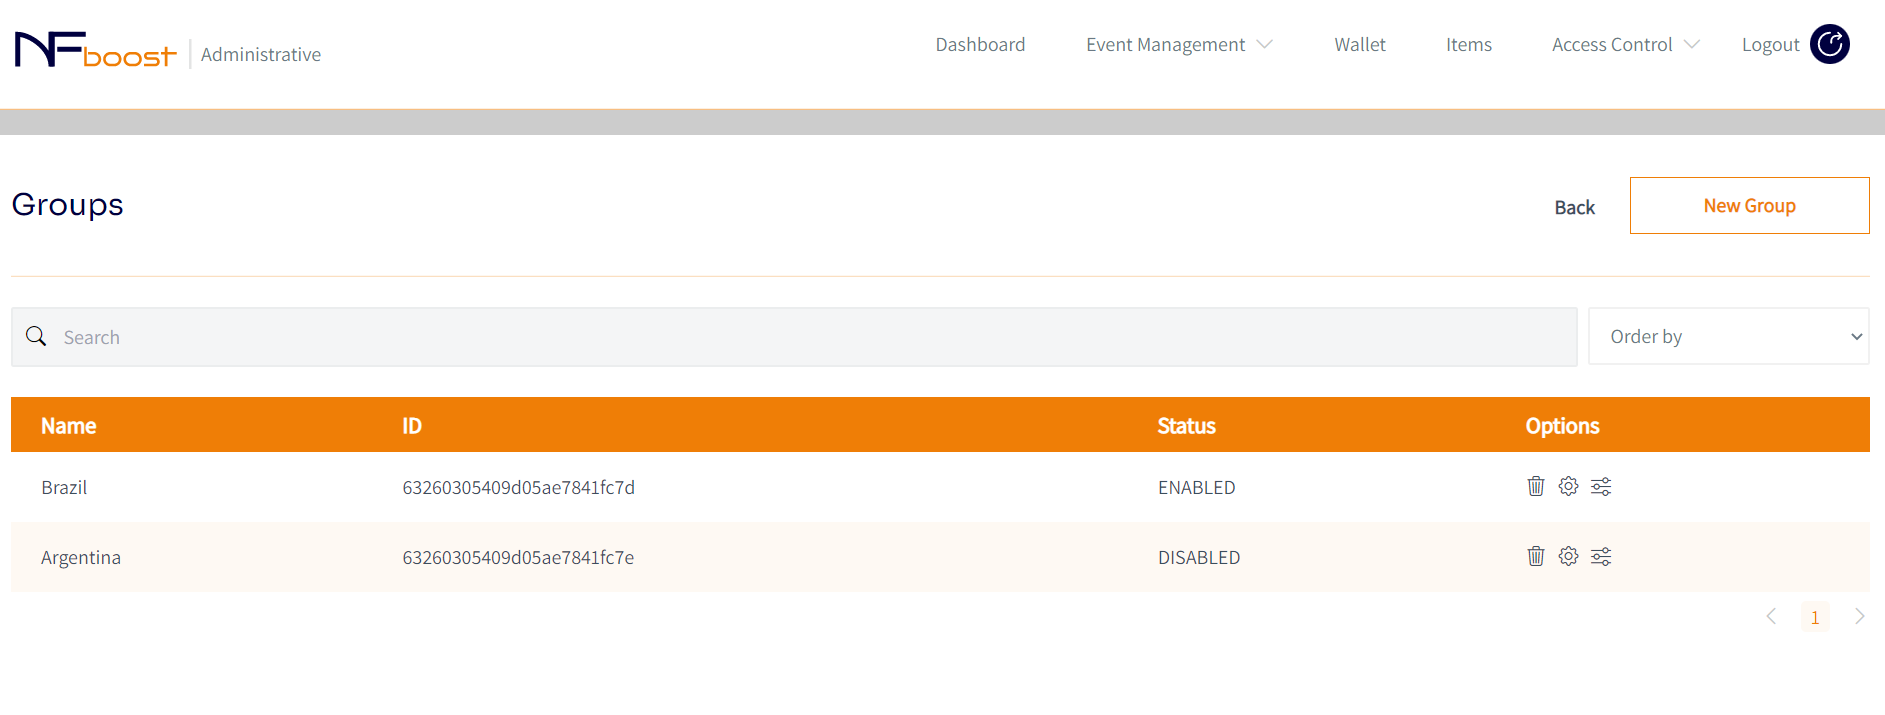 NFboost Administrative Dashboard Event Management Wallet Items Access Control Logout
Groups Back New Group
Search Order by
Name ID Status Options
Brazil 63260305409d05ae7841fc7d ENABLED
Argentina 63260305409d05ae7841fc7e DISABLED
1